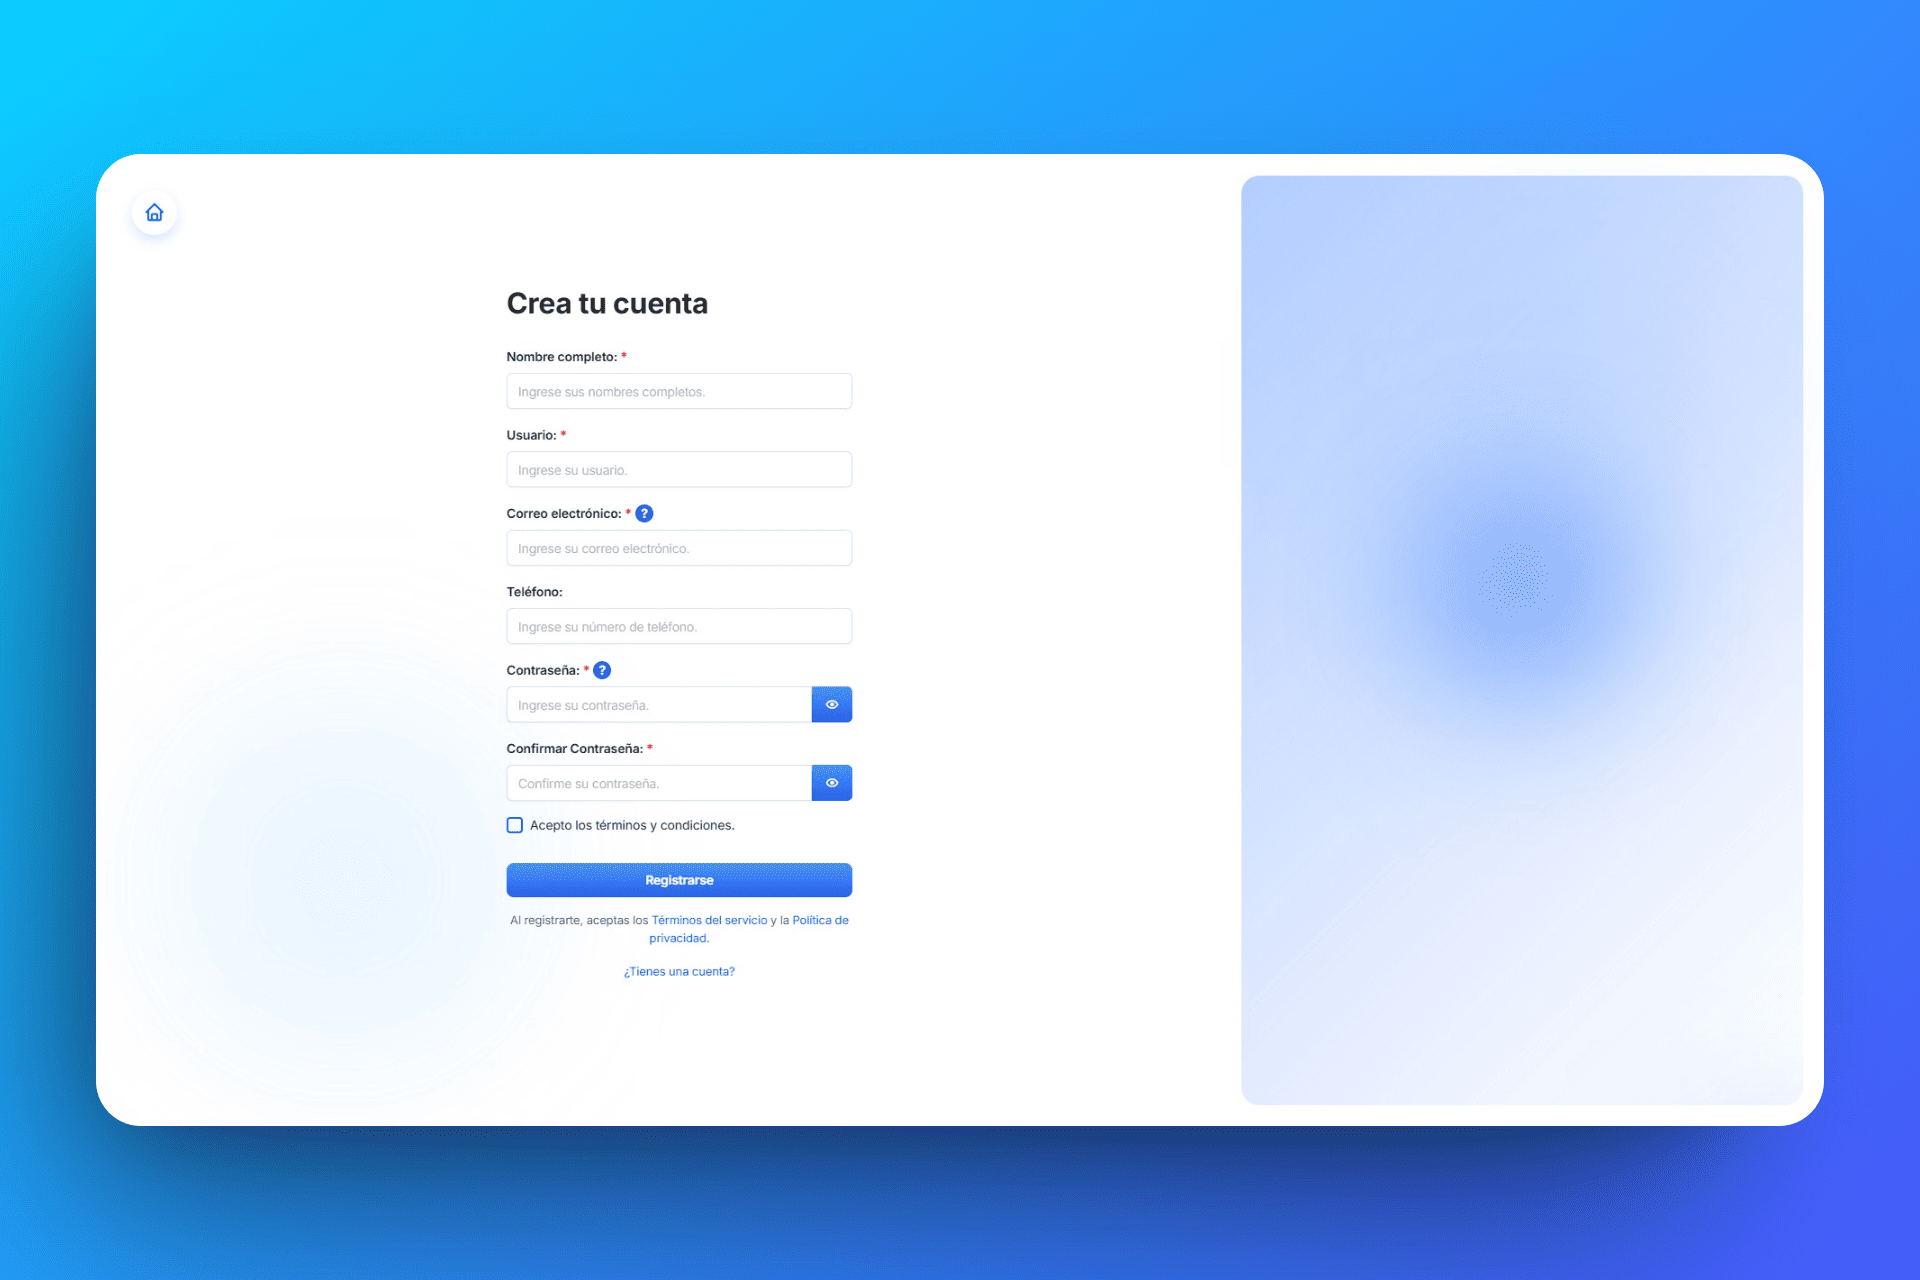 Crea tu cuenta
Nombre completo: *
Ingrese sus nombres completos.
Usuario: *
Ingrese su usuario.
Correo electrónico: * ?
Ingrese su correo electrónico.
Teléfono:
Ingrese su número de teléfono.
Contraseña: * ?
Ingrese su contraseña.
Confirmar Contraseña: *
Confirme su contraseña.
Acepto los términos y condiciones.
Registrarse
Al registrarte, aceptas los Términos del servicio y la Política de
privacidad.
¿Tienes una cuenta?